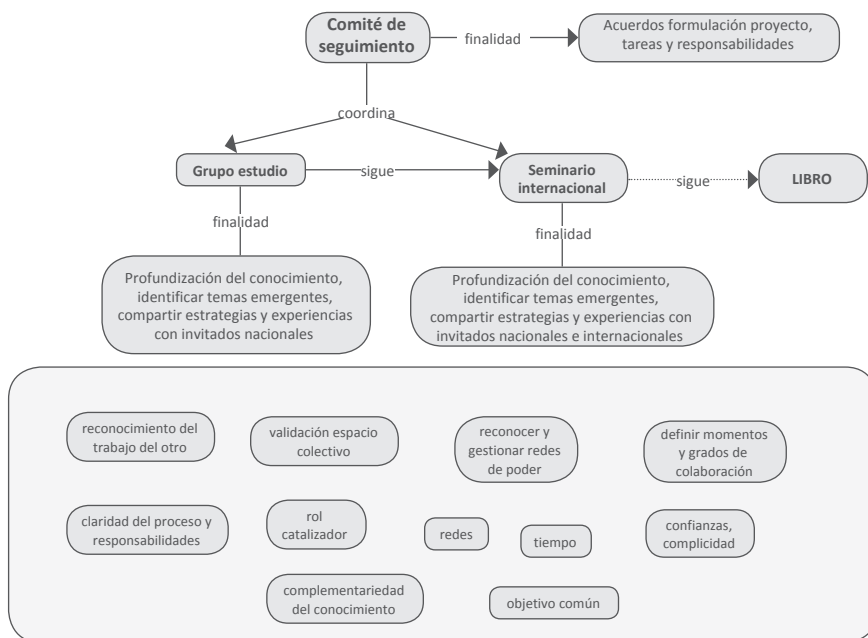 Comité de
seguimiento
finalidad
Acuerdos formulación proyecto,
tareas y responsabilidades
coordina
Grupo estudio
sigue
Seminario
internacional
sigue
LIBRO
finalidad
finalidad
Profundización del conocimiento,
identificar temas emergentes,
compartir estrategias y experiencias
con invitados nacionales
Profundización del conocimiento,
identificar temas emergentes,
compartir estrategias y experiencias con
invitados nacionales e internacionales
reconocimiento del
trabajo del otro
validación espacio
colectivo
reconocer y
gestionar redes
de poder
definir momentos
y grados de
colaboración
claridad del proceso y
responsabilidades
rol
catalizador
redes
tiempo
confianzas,
complicidad
complementariedad
del conocimiento
objetivo común